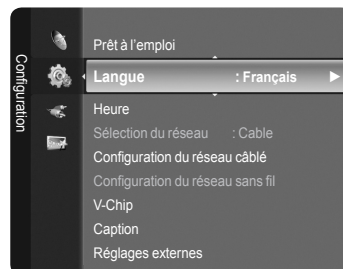 Configuration
Prêt à l'emploi
Langue : Français
Heure
Sélection du réseau : Cable
Configuration du réseau câblé
Configuration du réseau sans fil
V-Chip
Caption
Réglages externes